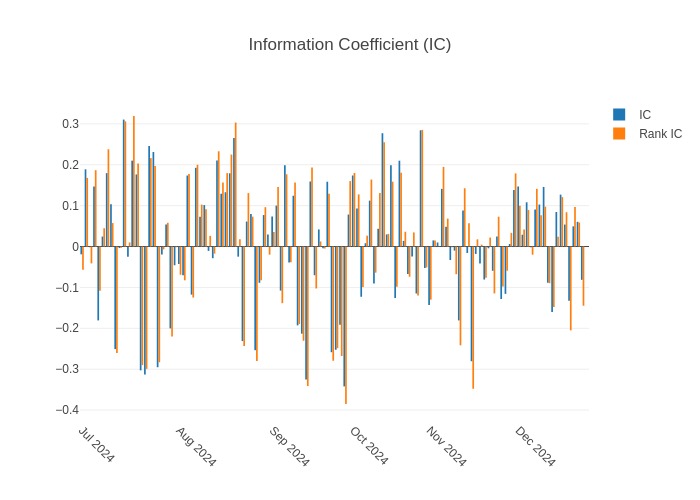 Information Coefficient (IC)
IC
Rank IC
0.3
0.2
0.1
0
−0.1
−0.2
−0.3
−0.4
Jul 2024
Aug 2024
Sep 2024
Oct 2024
Nov 2024
Dec 2024